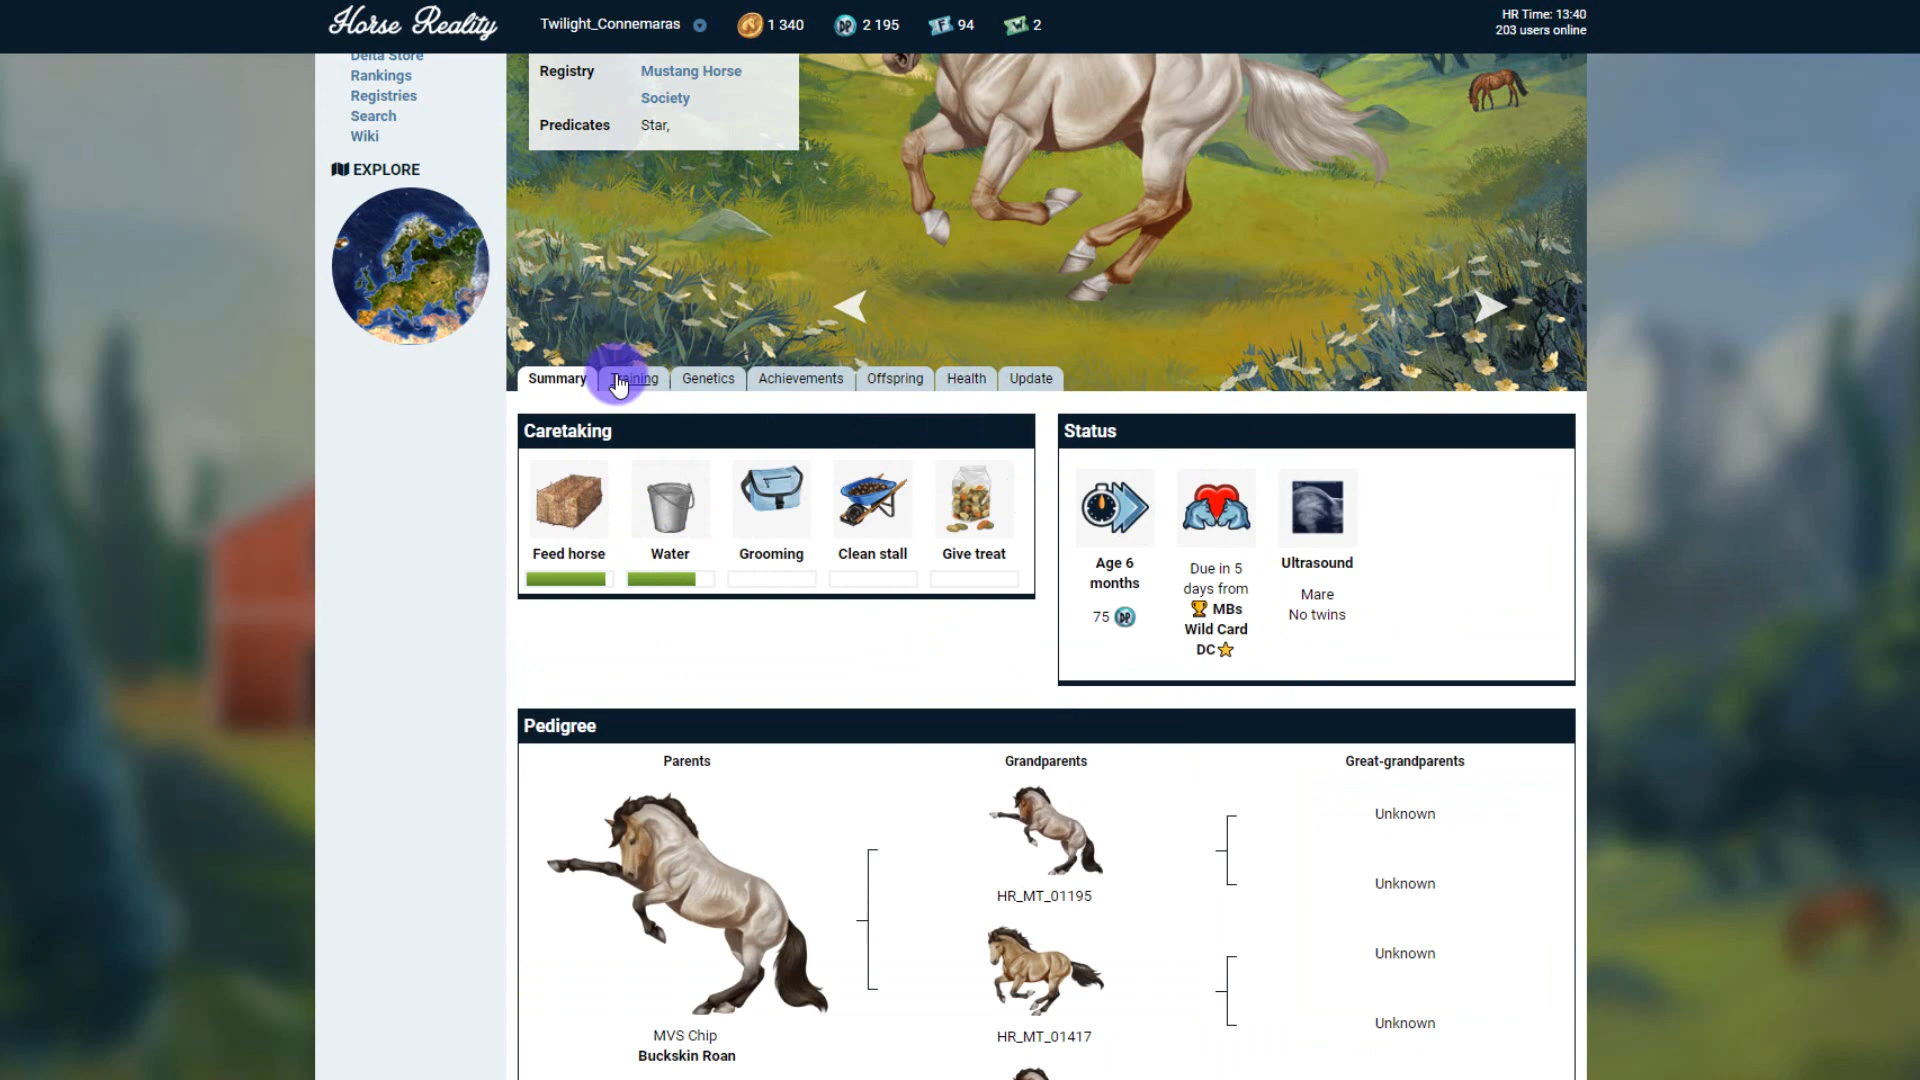 Horse Reality
Twilight_Connemaras
1 340
2 195
94
2
HR Time: 13:40
203 users online
Delta Store
Rankings
Registries
Search
Wiki
EXPLORE
Registry
Mustang Horse
Society
Predicates
Star,
Summary
Training
Genetics
Achievements
Offspring
Health
Update
Caretaking
Feed horse
Water
Grooming
Clean stall
Give treat
Status
Age 6
months
75
Due in 5
days from
MBs
Wild Card
DC
Ultrasound
Mare
No twins
Pedigree
Parents
Grandparents
Great-grandparents
MVS Chip
Buckskin Roan
HR_MT_01195
HR_MT_01417
Unknown
Unknown
Unknown
Unknown